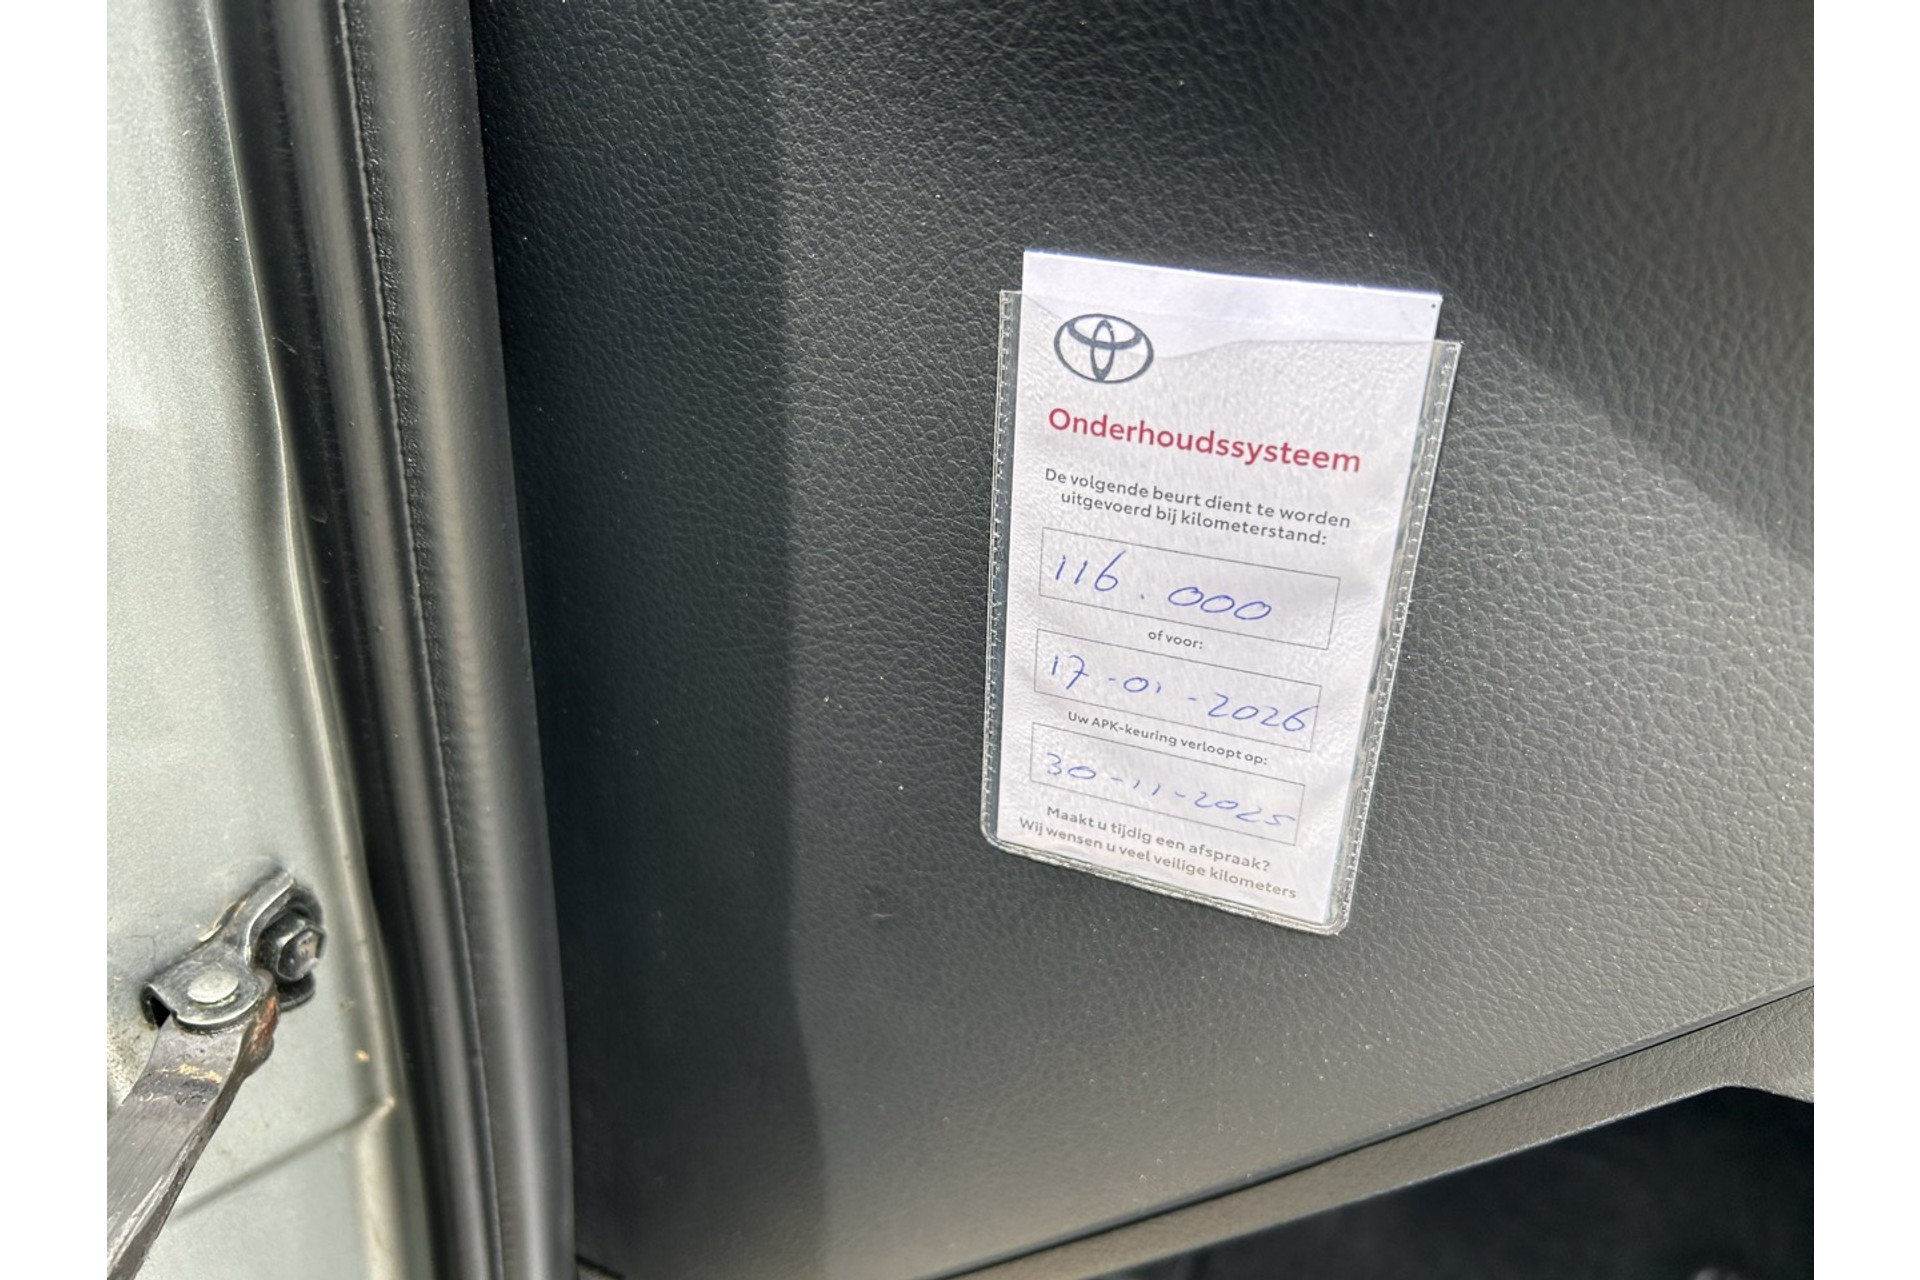 Onderhoudssysteem
De volgende beurt dient te worden
uitgevoerd bij kilometerstand:
116.000
of voor:
17-01-2026
Uw APK-keuring verloopt op:
30-11-2025
Maakt u tijdig een afspraak?
Wij wensen u veel veilige kilometers